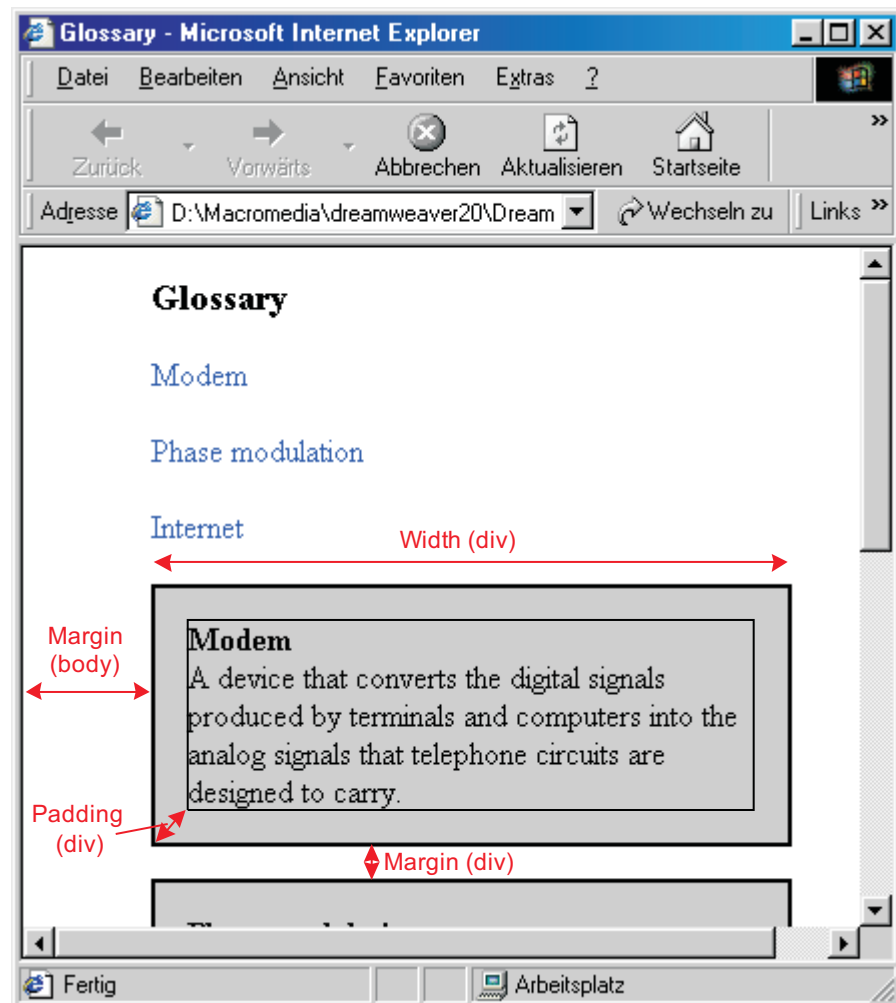 Glossary - Microsoft Internet Explorer
Datei Bearbeiten Ansicht Favoriten Extras ?
Zurück Vorwärts Abbrechen Aktualisieren Startseite »
Adresse D:\Macromedia\dreamweaver20\Dream Wechseln zu Links »
Glossary
Modem
Phase modulation
Internet
Width (div)
Margin
(body)
Modem
A device that converts the digital signals
produced by terminals and computers into the
analog signals that telephone circuits are
designed to carry.
Padding
(div)
Margin (div)
Fertig Arbeitsplatz